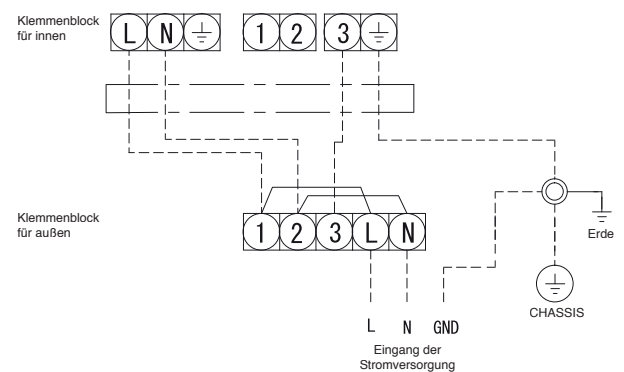 Klemmenblock
für innen
L N 1 2 3
Klemmenblock
für außen
1 2 3 L N
Erde
CHASSIS
L N GND
Eingang der
Stromversorgung